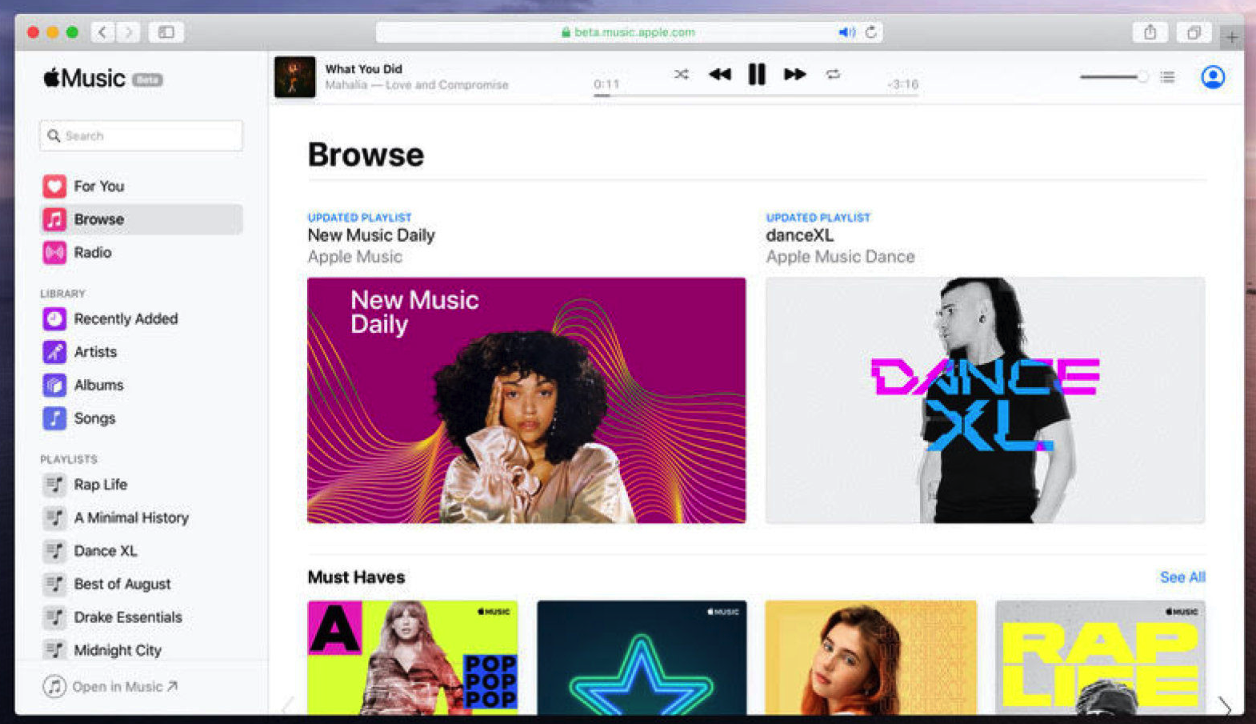 beta.music.apple.com
Music Beta
What You Did
Mahalia — Love and Compromise
0:11
-3:16
Search
For You
Browse
Radio
LIBRARY
Recently Added
Artists
Albums
Songs
PLAYLISTS
Rap Life
A Minimal History
Dance XL
Best of August
Drake Essentials
Midnight City
Open in Music ↗
Browse
UPDATED PLAYLIST
New Music Daily
Apple Music
New Music
Daily
UPDATED PLAYLIST
danceXL
Apple Music Dance
DANCE
XL
Must Haves
See All
A
MUSIC
POP
POP
POP
MUSIC
MUSIC
RAP
LIFE